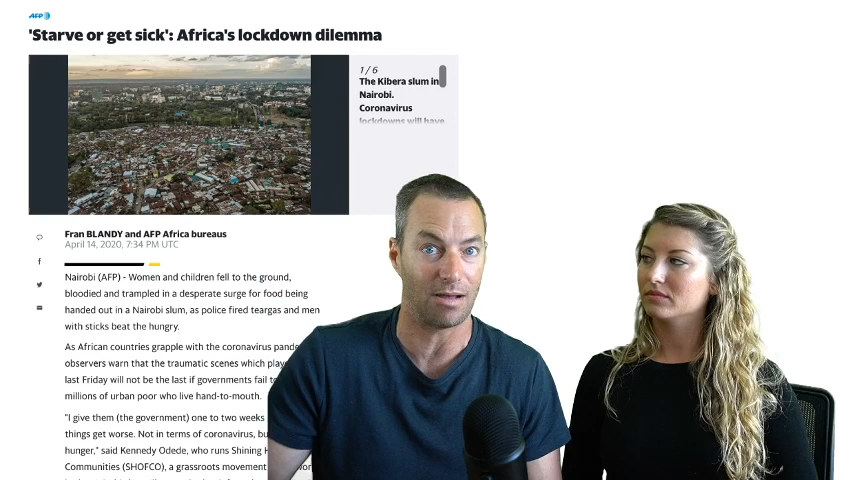 AFP
'Starve or get sick': Africa's lockdown dilemma
1 / 6
The Kibera slum in
Nairobi.
Coronavirus
lockdowns will have
Fran BLANDY and AFP Africa bureaus
April 14, 2020, 7:34 PM UTC
Nairobi (AFP) - Women and children fell to the ground,
bloodied and trampled in a desperate surge for food being
handed out in a Nairobi slum, as police fired teargas and men
with sticks beat the hungry.
As African countries grapple with the coronavirus
observers warn that the traumatic scenes which
last Friday will not be the last if governments fail
millions of urban poor who live hand-to-mouth.
"I give them (the government) one to two weeks
things get worse. Not in terms of coronavirus,
hunger," said Kennedy Odede, who runs Shining
Communities (SHOFCO), a grassroots movement